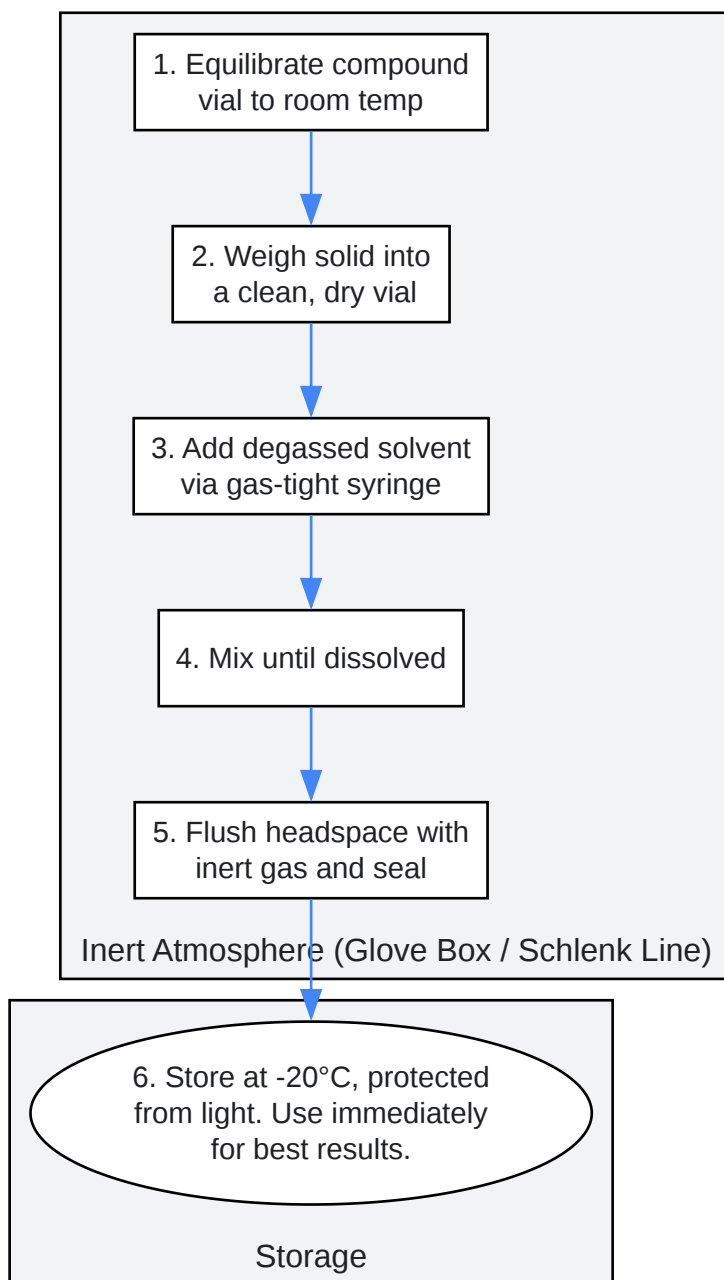 1. Equilibrate compound
vial to room temp
2. Weigh solid into
a clean, dry vial
3. Add degassed solvent
via gas-tight syringe
4. Mix until dissolved
5. Flush headspace with
inert gas and seal
Inert Atmosphere (Glove Box / Schlenk Line)
6. Store at -20°C, protected
from light. Use immediately
for best results.
Storage